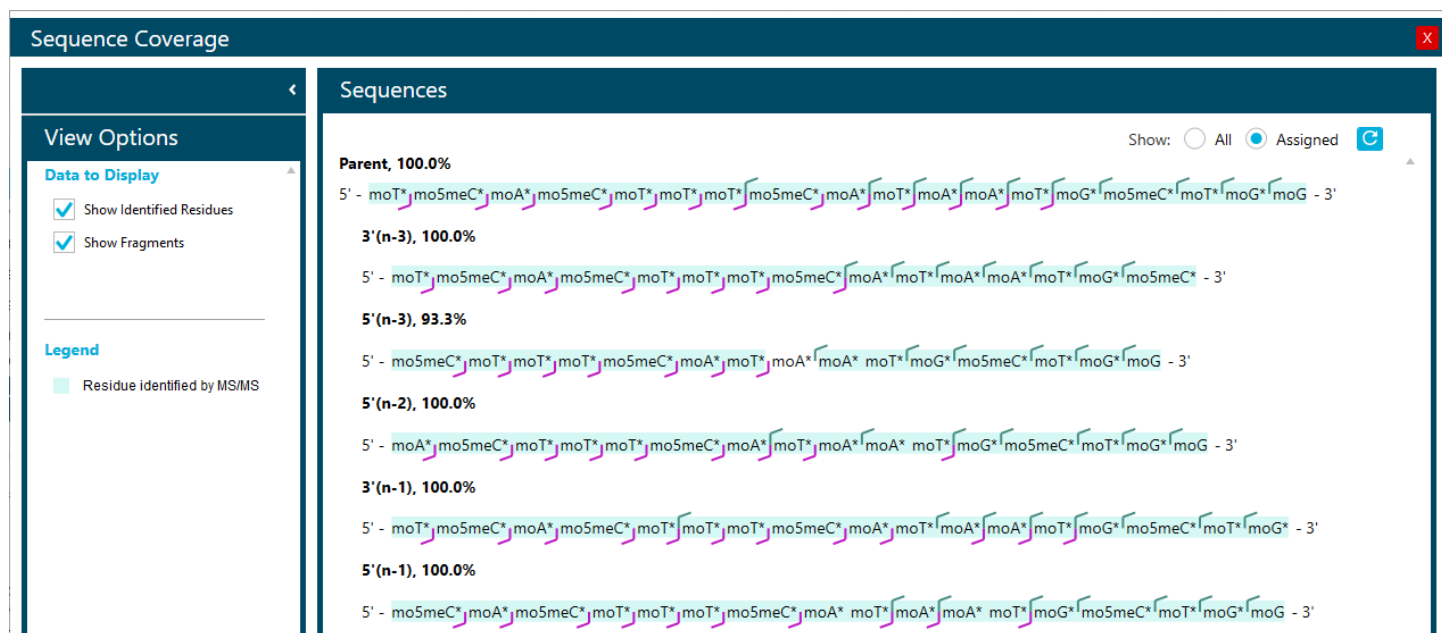 Sequence Coverage
X
‹
View Options
Data to Display
Show Identified Residues
Show Fragments
Legend
Residue identified by MS/MS
Sequences
Show: All Assigned
Parent, 100.0%
5' - moT* mo5meC* moA* mo5meC* moT* moT* moT* mo5meC* moA* moT* moA* moA* moT* moG* mo5meC* moT* moG* moG - 3'
3'(n-3), 100.0%
5' - moT* mo5meC* moA* mo5meC* moT* moT* moT* mo5meC* moA* moT* moA* moA* moT* moG* mo5meC* - 3'
5'(n-3), 93.3%
5' - mo5meC* moT* moT* moT* mo5meC* moA* moT* moA* moA* moT* moG* mo5meC* moT* moG* moG - 3'
5'(n-2), 100.0%
5' - moA* mo5meC* moT* moT* moT* mo5meC* moA* moT* moA* moA* moT* moG* mo5meC* moT* moG* moG - 3'
3'(n-1), 100.0%
5' - moT* mo5meC* moA* mo5meC* moT* moT* moT* mo5meC* moA* moT* moA* moA* moT* moG* mo5meC* moT* moG* - 3'
5'(n-1), 100.0%
5' - mo5meC* moA* mo5meC* moT* moT* moT* mo5meC* moA* moT* moA* moA* moT* moG* mo5meC* moT* moG* moG - 3'